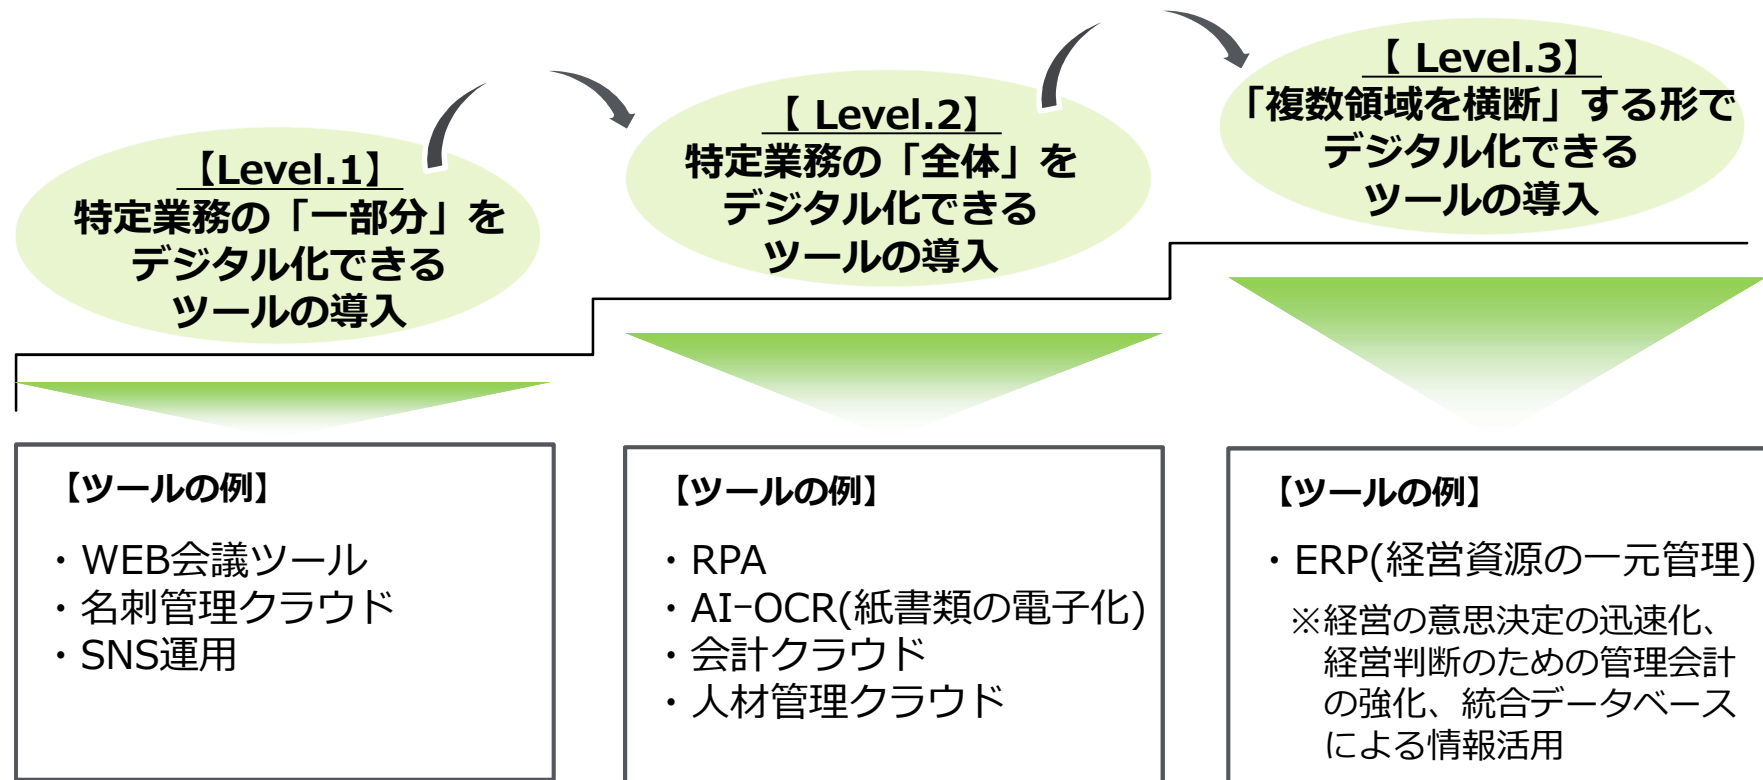 【Level.1】
特定業務の「一部分」を
デジタル化できる
ツールの導入
【 Level.2】
特定業務の「全体」を
デジタル化できる
ツールの導入
【 Level.3】
「複数領域を横断」する形で
デジタル化できる
ツールの導入
【ツールの例】
・WEB会議ツール
・名刺管理クラウド
・SNS運用
【ツールの例】
・RPA
・AI-OCR(紙書類の電子化)
・会計クラウド
・人材管理クラウド
【ツールの例】
・ERP(経営資源の一元管理)
※経営の意思決定の迅速化、
経営判断のための管理会計
の強化、統合データベース
による情報活用